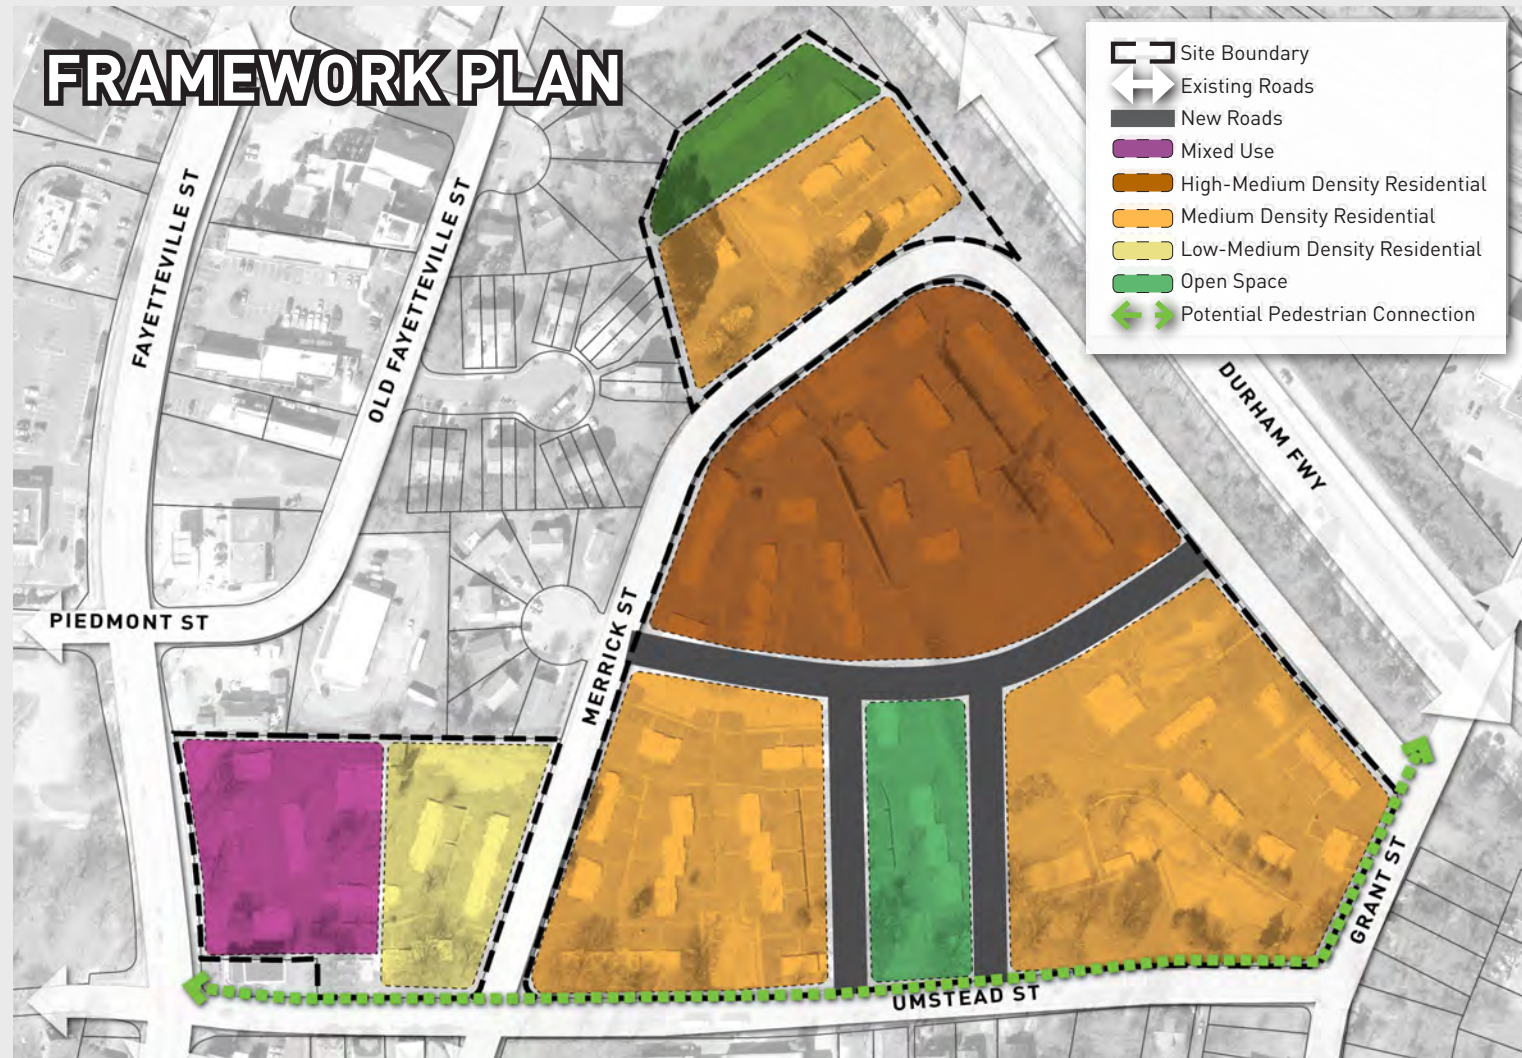 FRAMEWORK PLAN
Site Boundary
Existing Roads
New Roads
Mixed Use
High-Medium Density Residential
Medium Density Residential
Low-Medium Density Residential
Open Space
Potential Pedestrian Connection
FAYETTEVILLE ST
OLD FAYETTEVILLE ST
DURHAM FWY
PIEDMONT ST
MERRICK ST
GRANT ST
UMSTEAD ST